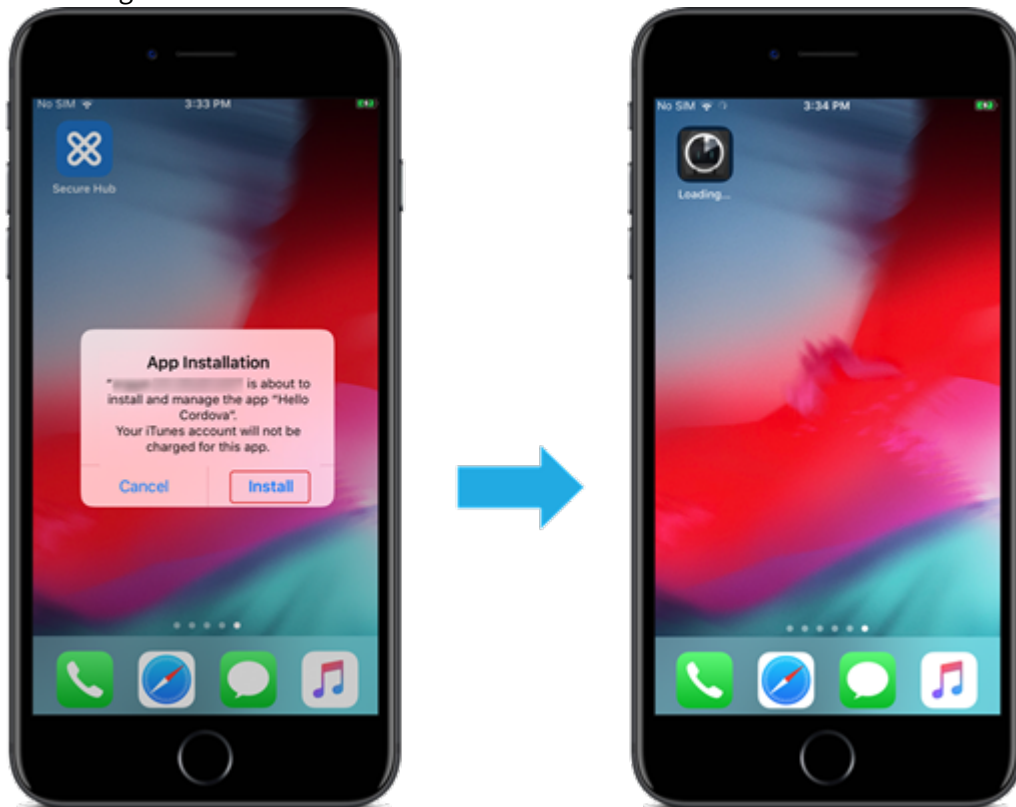 No SIM 3:33 PM
Secure Hub
App Installation
" is about to
install and manage the app "Hello
Cordova".
Your iTunes account will not be
charged for this app.
Cancel Install
No SIM 3:34 PM
Loading...